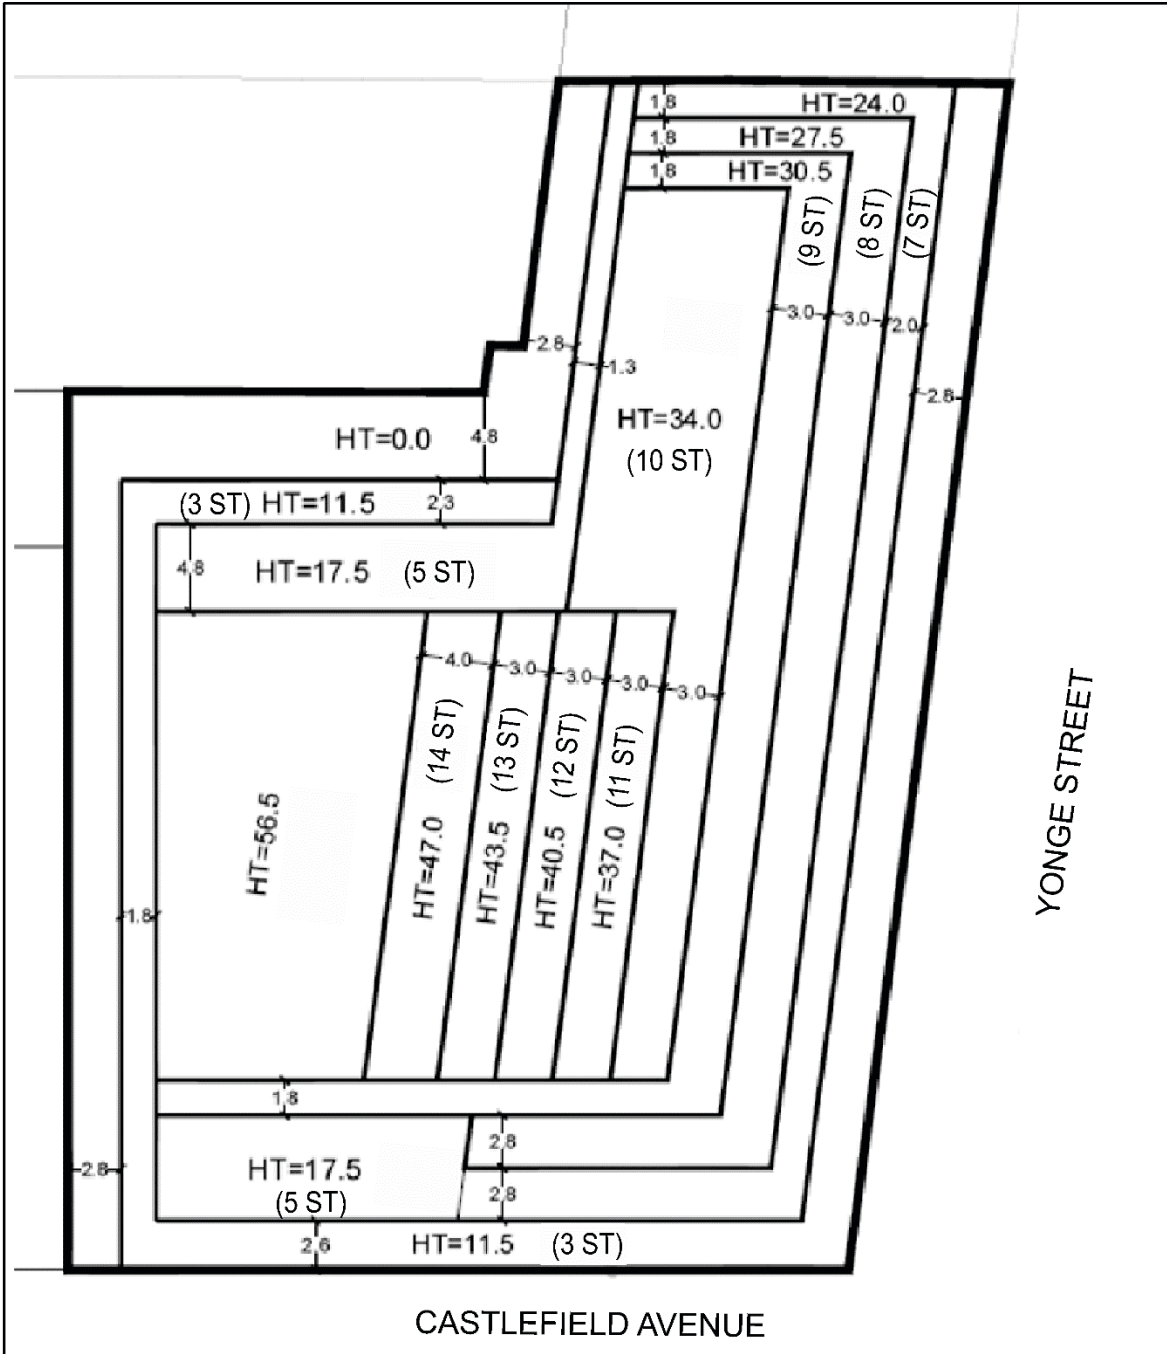 1.8
HT=24.0
1.8
HT=27.5
1.8
HT=30.5
(9 ST)
(8 ST)
(7 ST)
3.0
3.0
2.0
2.8
1.3
2.8
HT=34.0
(10 ST)
HT=0.0
4.8
(3 ST) HT=11.5
2.3
4.8
HT=17.5 (5 ST)
4.0
3.0
3.0
3.0
3.0
HT=56.5
HT=47.0 (14 ST)
HT=43.5 (13 ST)
HT=40.5 (12 ST)
HT=37.0 (11 ST)
YONGE STREET
1.8
1.8
2.8
2.8
HT=17.5
(5 ST)
2.8
2.6
HT=11.5 (3 ST)
CASTLEFIELD AVENUE